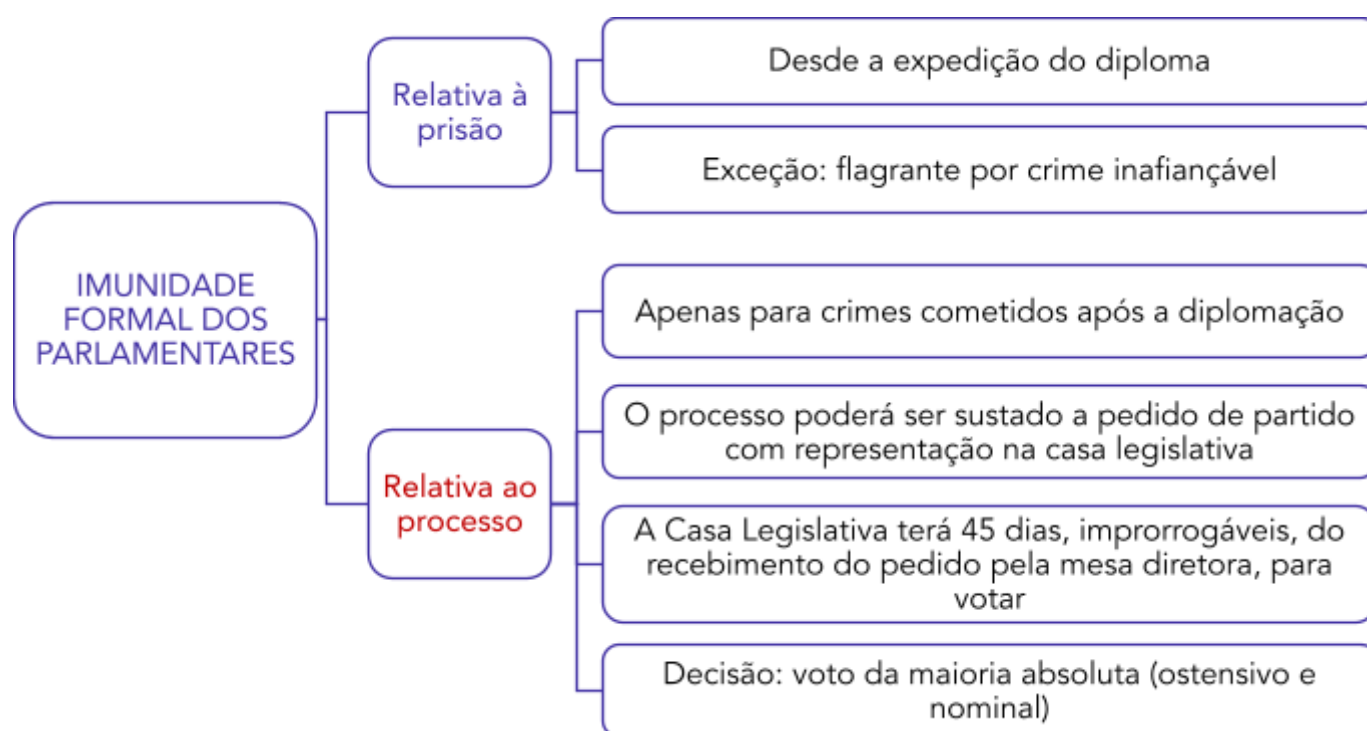 IMUNIDADE
FORMAL DOS
PARLAMENTARES
Relativa à
prisão
Desde a expedição do diploma
Exceção: flagrante por crime inafiançável
Relativa ao
processo
Apenas para crimes cometidos após a diplomação
O processo poderá ser sustado a pedido de partido
com representação na casa legislativa
A Casa Legislativa terá 45 dias, improrrogáveis, do
recebimento do pedido pela mesa diretora, para
votar
Decisão: voto da maioria absoluta (ostensivo e
nominal)